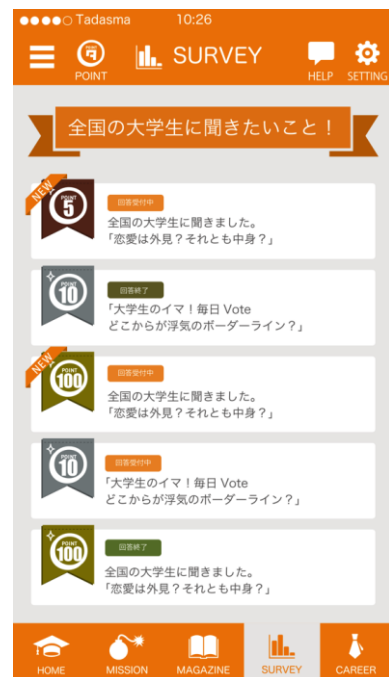 Tadasma 10:26
POINT
SURVEY
HELP
SETTING
全国の大学生に聞きたいこと！
NEW
POINT
5
回答受付中
全国の大学生に聞きました。
「恋愛は外見？それとも中身？」
POINT
10
回答終了
「大学生のイマ！毎日 Vote
どこからが浮気のボーダーライン？」
NEW
POINT
100
回答受付中
全国の大学生に聞きました。
「恋愛は外見？それとも中身？」
POINT
10
回答受付中
「大学生のイマ！毎日 Vote
どこからが浮気のボーダーライン？」
POINT
100
回答終了
全国の大学生に聞きました。
「恋愛は外見？それとも中身？」
HOME
MISSION
MAGAZINE
SURVEY
CAREER